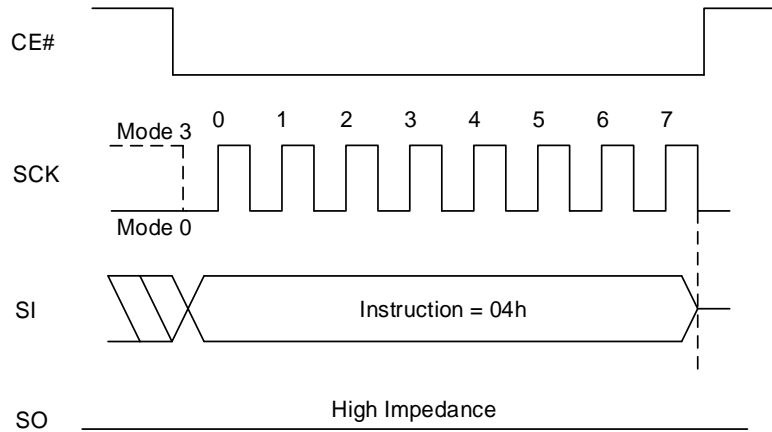 CE#
0 1 2 3 4 5 6 7
Mode 3
SCK
Mode 0
SI
Instruction = 04h
SO
High Impedance